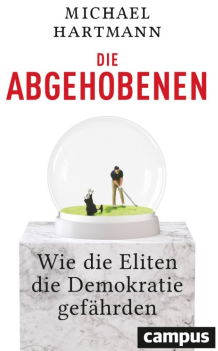 MICHAEL
HARTMANN
DIE
ABGEHOBENEN
Wie die Eliten
die Demokratie
gefährden
campus